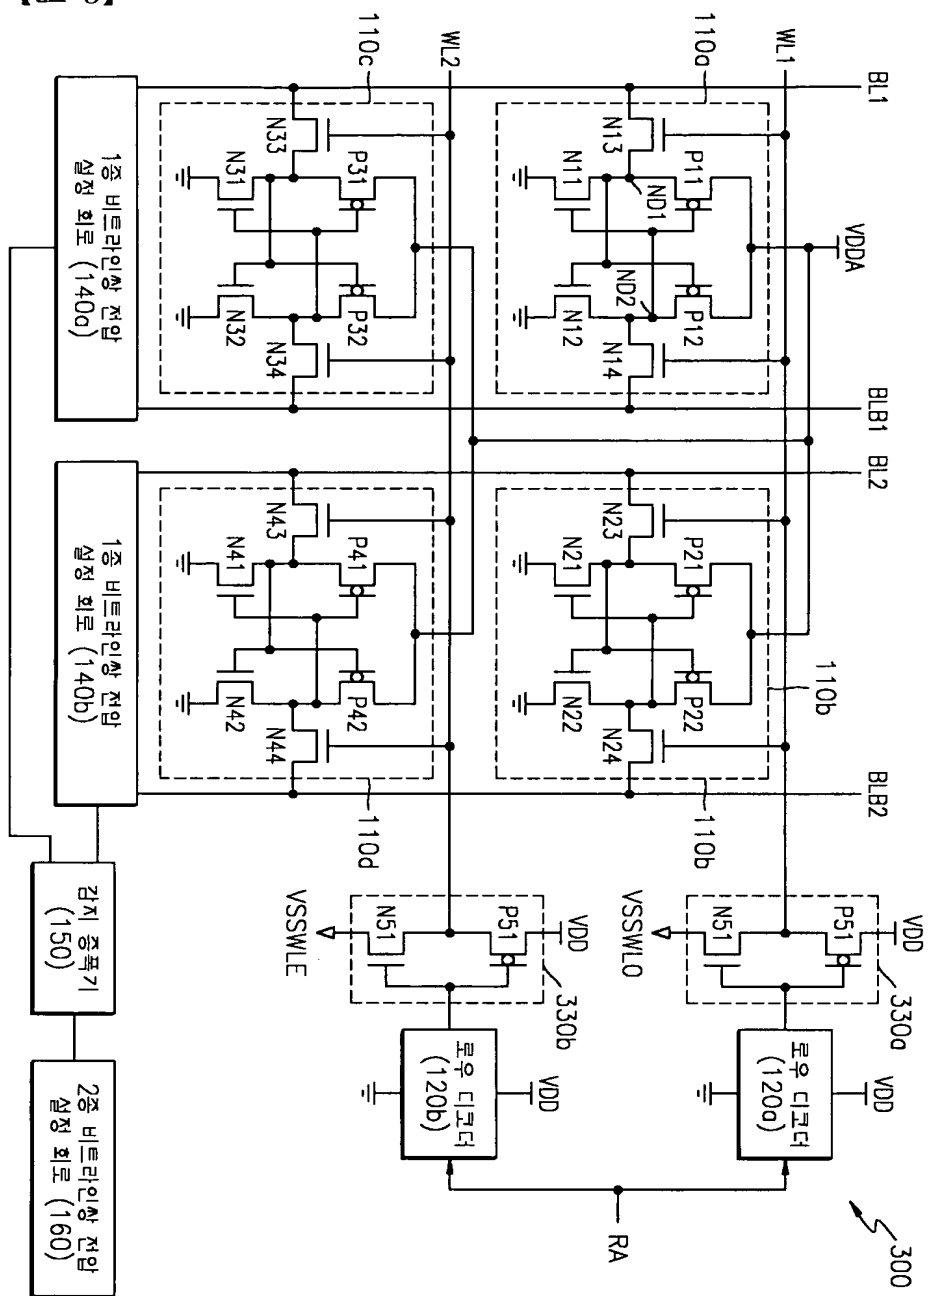 300
BL1
BLB1
BL2
BLB2
VDDA
110a
110b
WL1
P11
P12
ND1
ND2
N13
N11
N12
N14
P21
P22
N23
N21
N22
N24
110b
VDD
P51
N51
VSSWLO
330a
VDD
로우 디코더
(120a)
RA
110c
WL2
P31
P32
N33
N31
N32
N34
P41
P42
N43
N41
N42
N44
110d
VDD
P51
N51
VSSWLE
330b
VDD
로우 디코더
(120b)
1종 비트라인쌍 전압
설정 회로 (140a)
1종 비트라인쌍 전압
설정 회로 (140b)
감지 증폭기
(150)
2종 비트라인쌍 전압
설정 회로 (160)